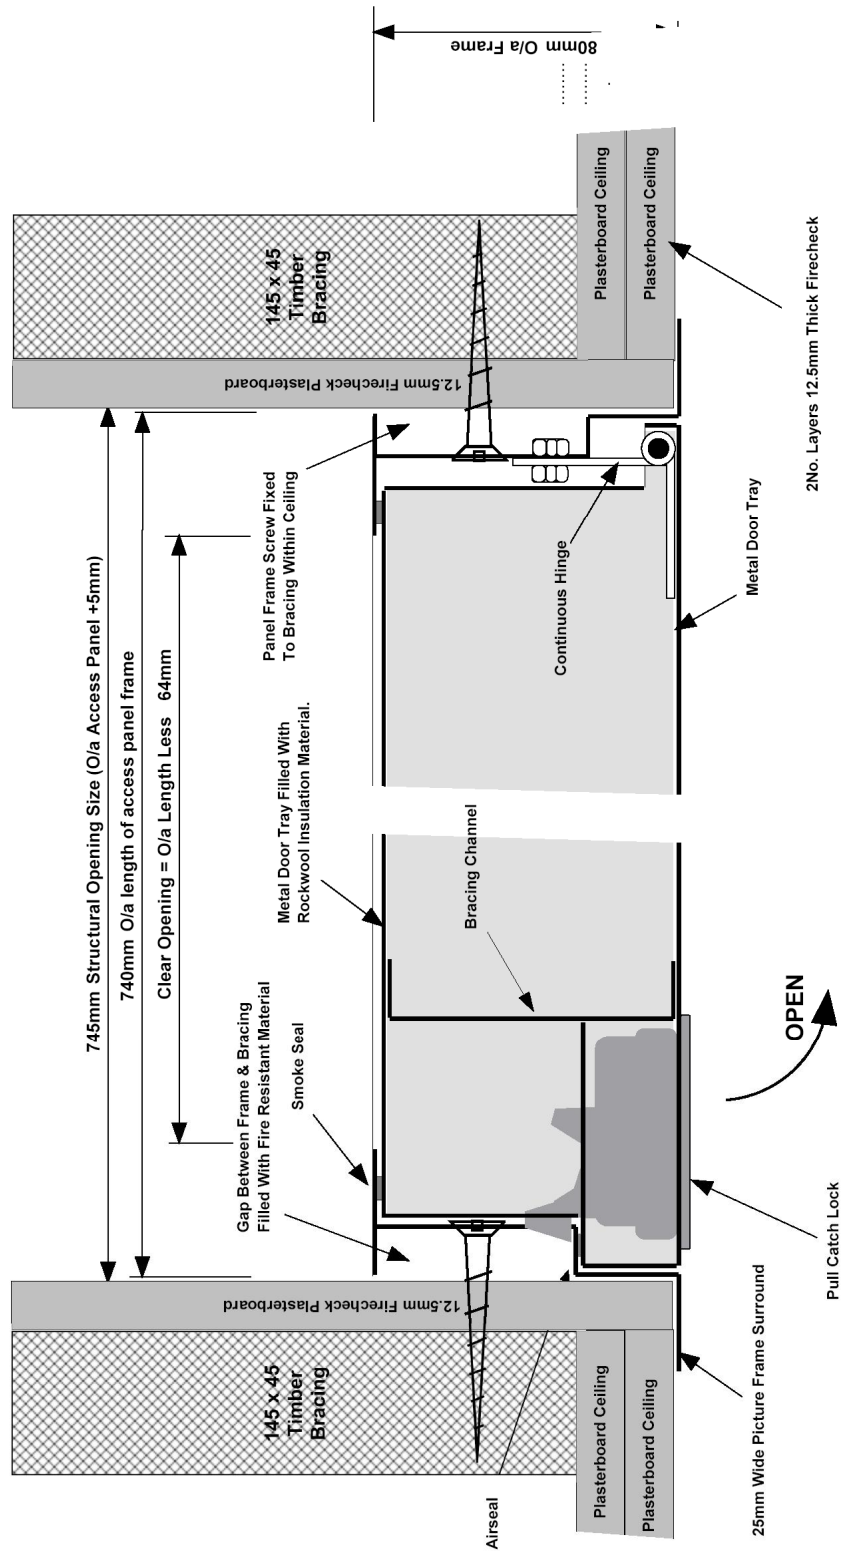 745mm Structural Opening Size (O/a Access Panel +5mm)
740mm O/a length of access panel frame
Clear Opening = O/a Length Less 64mm
80mm O/a Frame
Gap Between Frame & Bracing
Filled With Fire Resistant Material
Smoke Seal
Metal Door Tray Filled With
Rockwool Insulation Material.
Panel Frame Screw Fixed
To Bracing Within Ceiling
145 x 45
Timber
Bracing
12.5mm Firecheck Plasterboard
145 x 45
Timber
Bracing
12.5mm Firecheck Plasterboard
Bracing Channel
Continuous Hinge
Airseal
Plasterboard Ceiling
Plasterboard Ceiling
Plasterboard Ceiling
Plasterboard Ceiling
OPEN
25mm Wide Picture Frame Surround
Pull Catch Lock
Metal Door Tray
2No. Layers 12.5mm Thick Firecheck